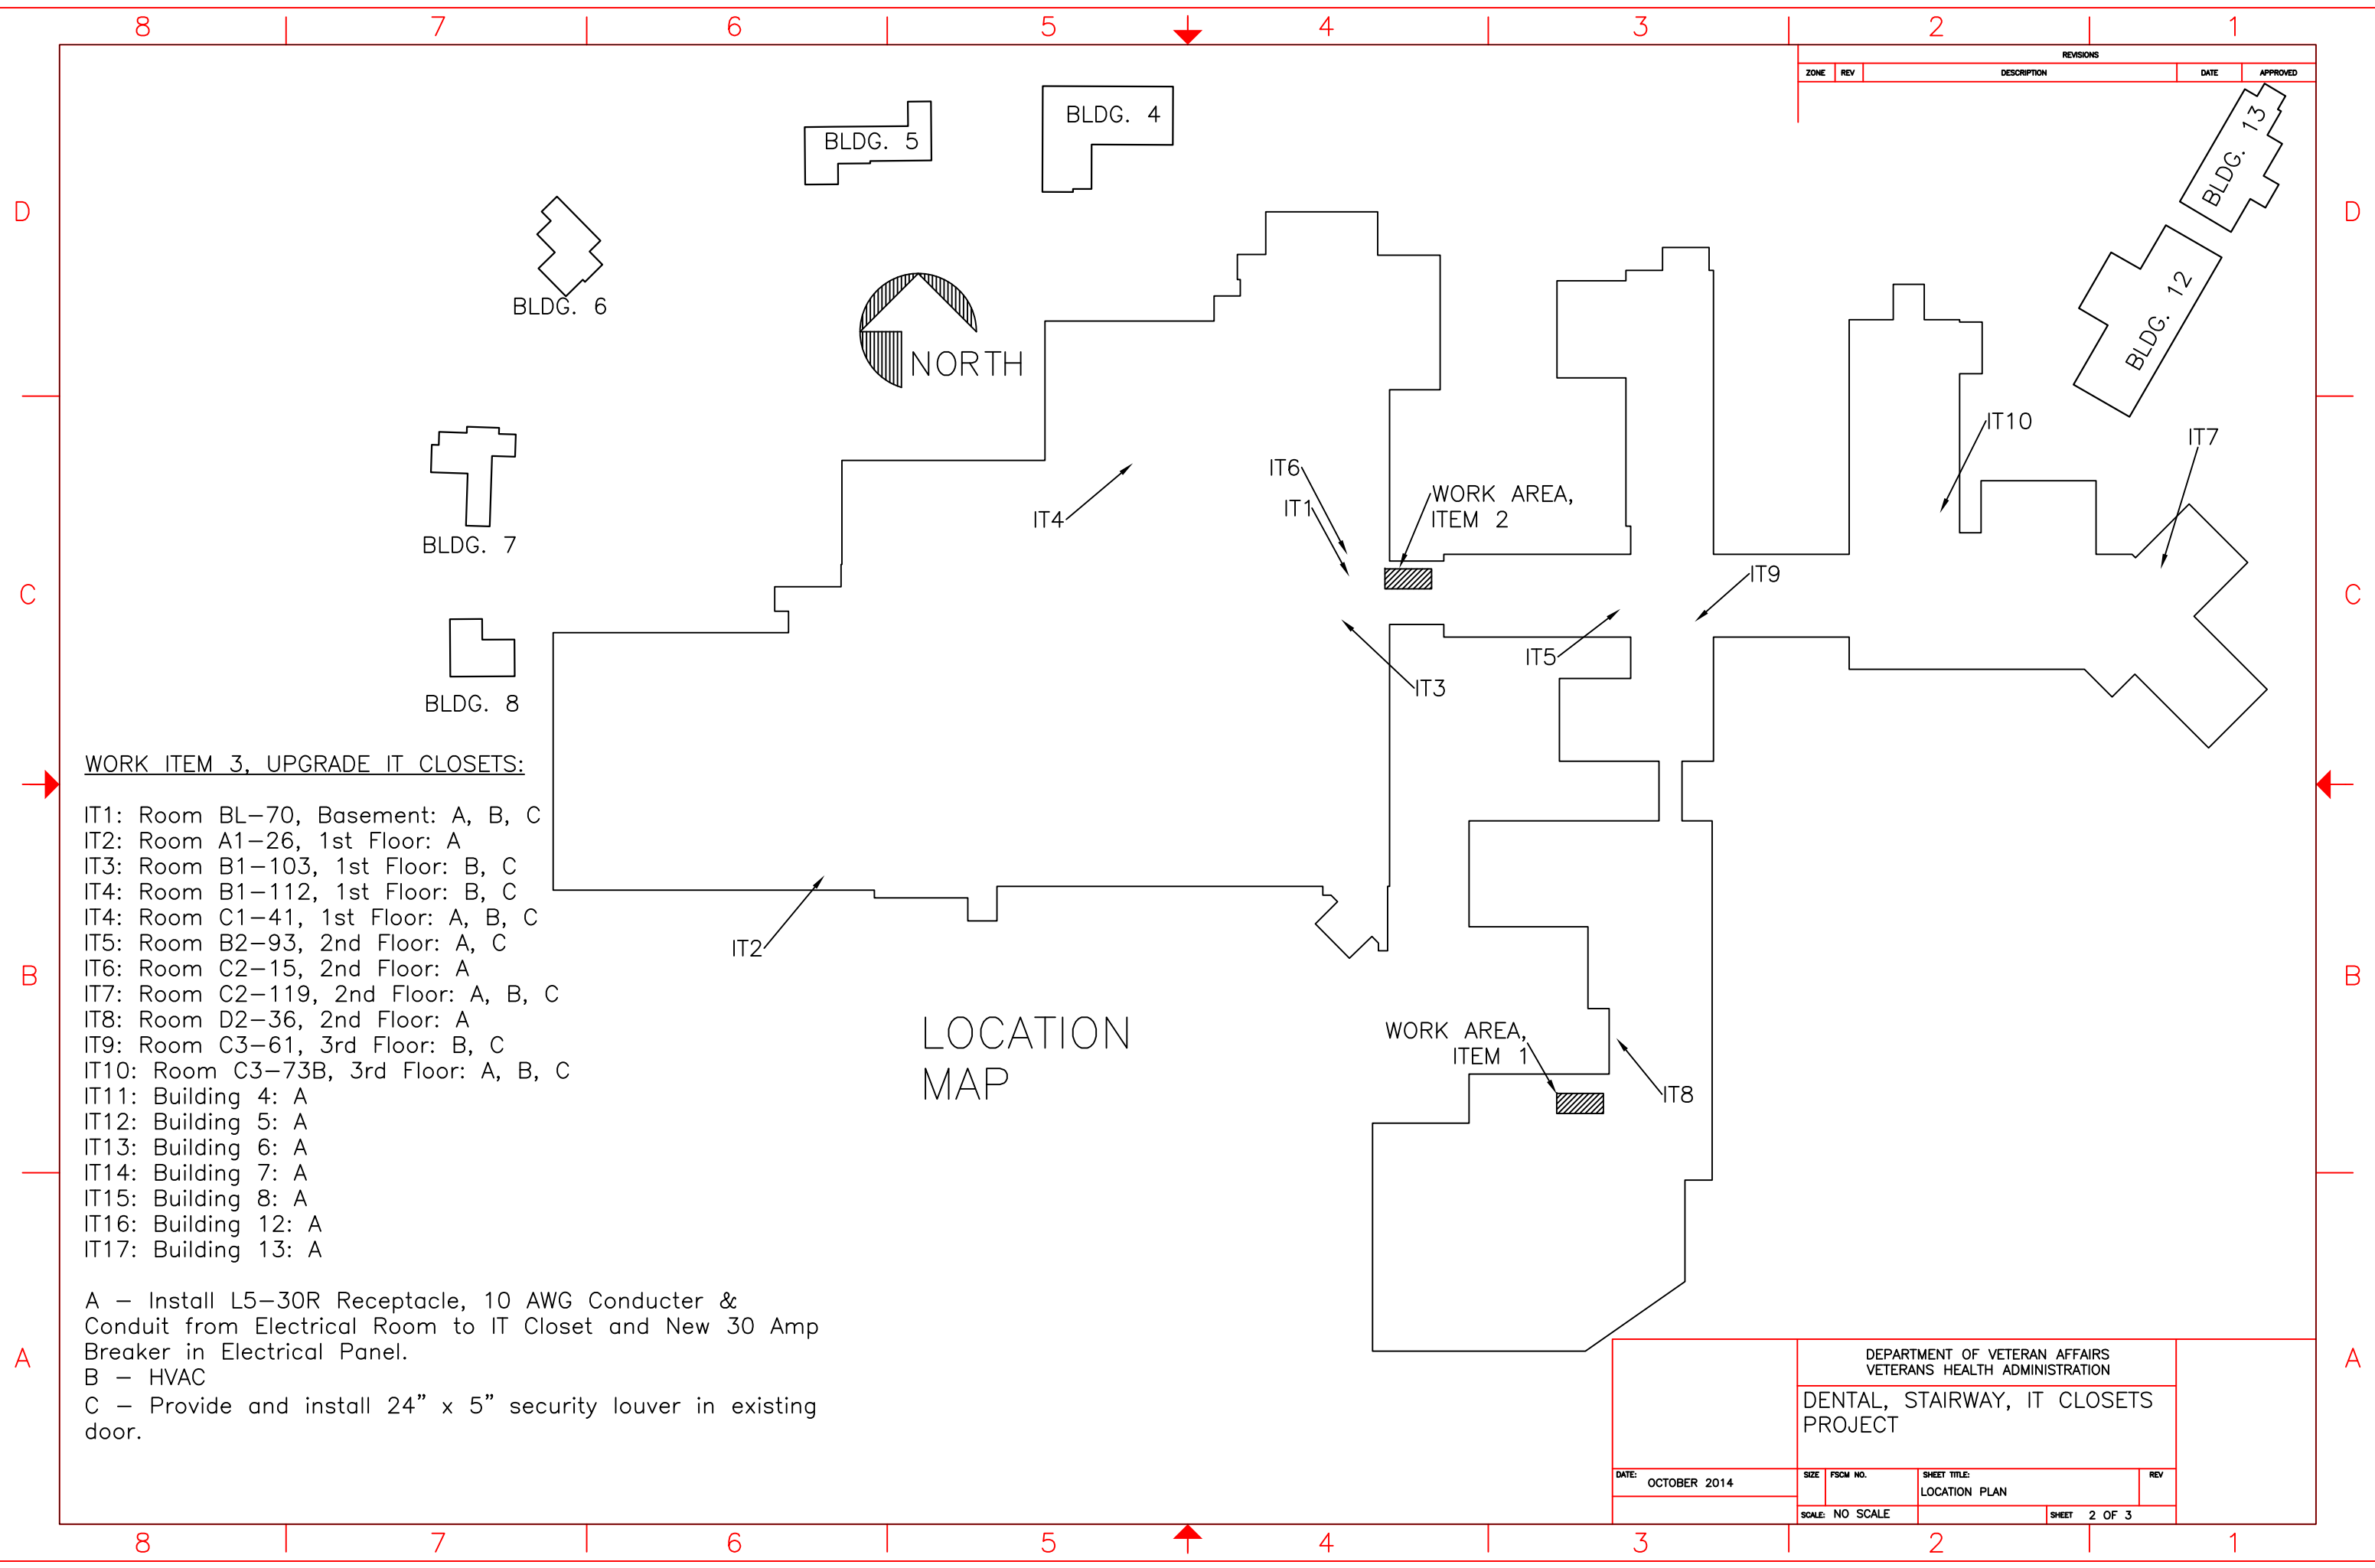 8 7 6 5 4 3 2 1
REVISIONS
ZONE REV DESCRIPTION DATE APPROVED
D
D
C
C
B
B
A
A
BLDG. 5
BLDG. 4
BLDG. 13
BLDG. 12
BLDG. 6
NORTH
BLDG. 7
BLDG. 8
IT10
IT7
IT6
IT1
IT4
WORK AREA,
ITEM 2
IT9
IT5
IT3
IT2
WORK ITEM 3, UPGRADE IT CLOSETS:
IT1: Room BL-70, Basement: A, B, C
IT2: Room A1-26, 1st Floor: A
IT3: Room B1-103, 1st Floor: B, C
IT4: Room B1-112, 1st Floor: B, C
IT4: Room C1-41, 1st Floor: A, B, C
IT5: Room B2-93, 2nd Floor: A, C
IT6: Room C2-15, 2nd Floor: A
IT7: Room C2-119, 2nd Floor: A, B, C
IT8: Room D2-36, 2nd Floor: A
IT9: Room C3-61, 3rd Floor: B, C
IT10: Room C3-73B, 3rd Floor: A, B, C
IT11: Building 4: A
IT12: Building 5: A
IT13: Building 6: A
IT14: Building 7: A
IT15: Building 8: A
IT16: Building 12: A
IT17: Building 13: A
A - Install L5-30R Receptacle, 10 AWG Conducter &
Conduit from Electrical Room to IT Closet and New 30 Amp
Breaker in Electrical Panel.
B - HVAC
C - Provide and install 24" x 5" security louver in existing
door.
LOCATION
MAP
WORK AREA,
ITEM 1
IT8
DEPARTMENT OF VETERAN AFFAIRS
VETERANS HEALTH ADMINISTRATION
DENTAL, STAIRWAY, IT CLOSETS
PROJECT
DATE: OCTOBER 2014
SIZE FSCM NO. SHEET TITLE: REV
LOCATION PLAN
SCALE: NO SCALE SHEET 2 OF 3
8 7 6 5 4 3 2 1